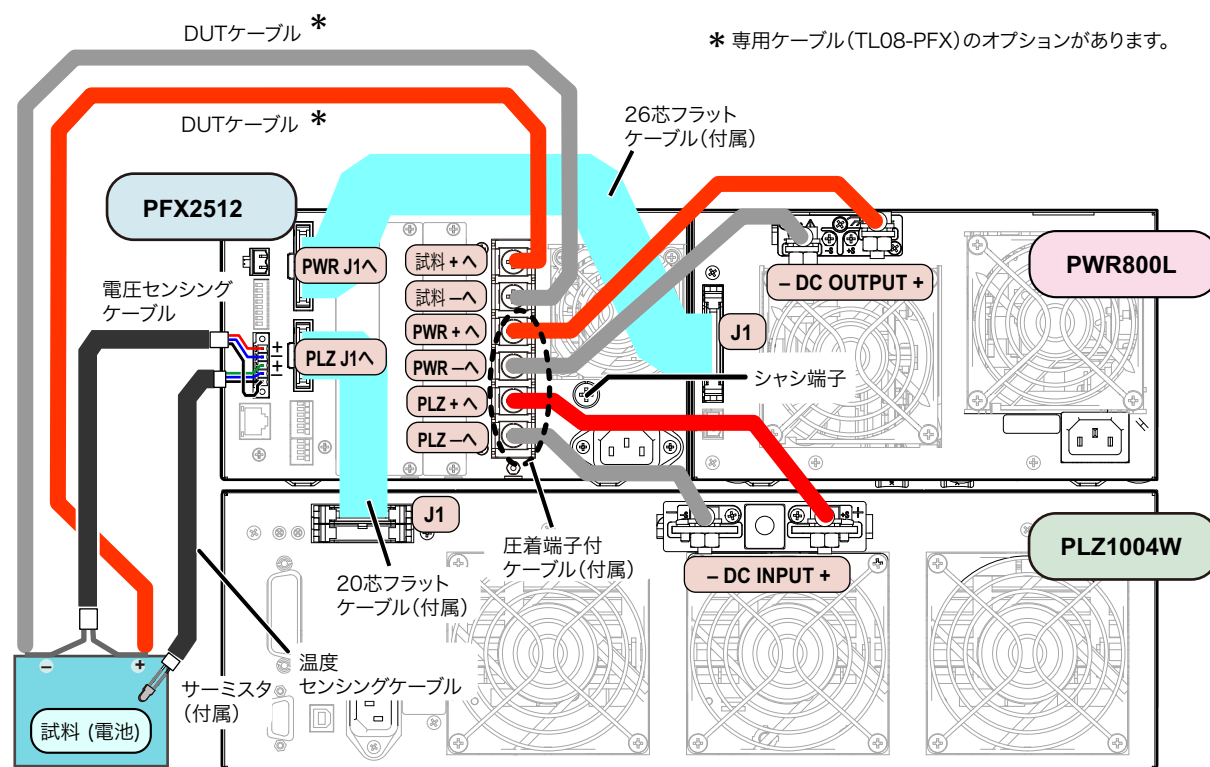 DUTケーブル *
* 専用ケーブル(TL08-PFX)のオプションがあります。
DUTケーブル *
26芯フラット
ケーブル(付属)
PFX2512
PWR800L
PWR J1へ
試料 + へ
試料 —へ
PWR + へ
PWR —へ
PLZ + へ
PLZ —へ
PLZ J1へ
– DC OUTPUT +
J1
電圧センシング
ケーブル
+
−
+
−
シャシ端子
J1
圧着端子付
ケーブル(付属)
– DC INPUT +
PLZ1004W
20芯フラット
ケーブル(付属)
温度
センシングケーブル
サーミスタ
(付属)
− +
試料 (電池)